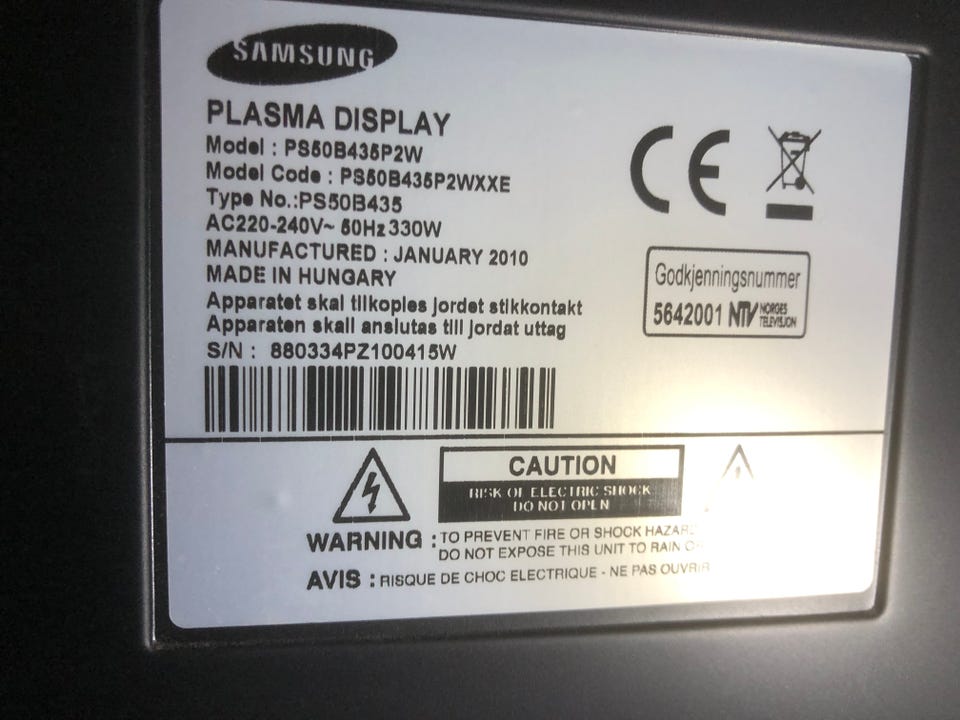 SAMSUNG
PLASMA DISPLAY
Model : PS50B435P2W
Model Code : PS50B435P2WXXE
Type No.:PS50B435
AC220-240V~ 50Hz 330W
MANUFACTURED : JANUARY 2010
MADE IN HUNGARY
Apparatet skal tilkoples jordet stikkontakt
Apparaten skall anslutas till jordat uttag
S/N : 880334PZ100415W
CE
Godkjenningsnummer
5642001 NTV NORGES
TELEVISJON
CAUTION
RISK OF ELECTRIC SHOCK
DO NOT OPEN
WARNING : TO PREVENT FIRE OR SHOCK HAZARD
DO NOT EXPOSE THIS UNIT TO RAIN
AVIS : RISQUE DE CHOC ELECTRIQUE - NE PAS OUVRIR